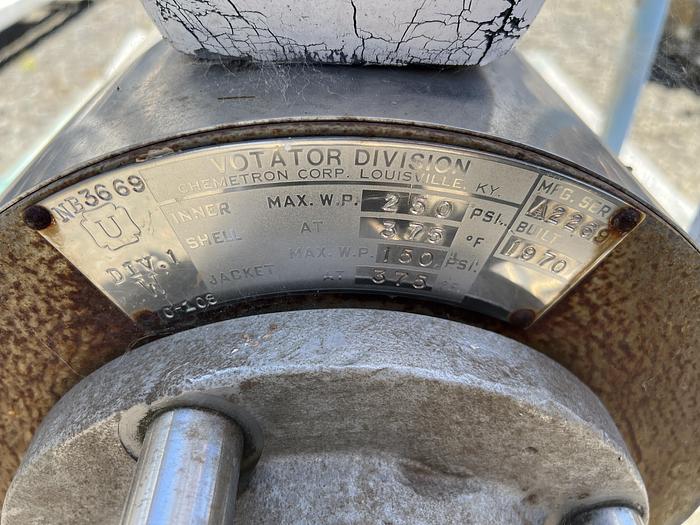 VOTATOR DIVISION
CHEMETRON CORP. LOUISVILLE, KY.
NB3669
U
DIV.1
W
C-108
INNER SHELL
MAX. W.P. 250 PSI.
AT 375 °F
JACKET
MAX. W.P. 150 PSI.
AT 375
MFG. SER
A2269
BUILT
1970